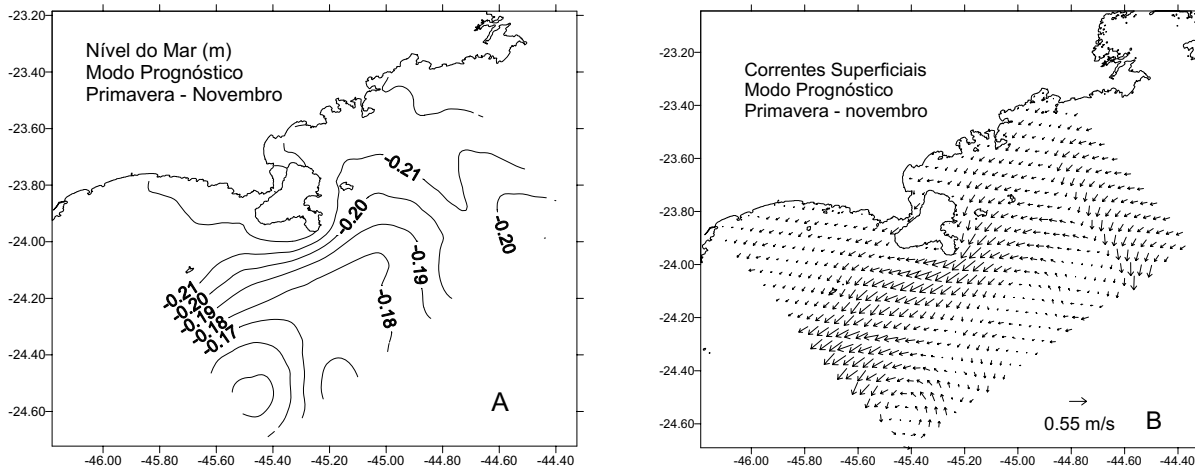 Nível do Mar (m)
Modo Prognóstico
Primavera - Novembro
-23.20
-23.40
-23.60
-23.80
-24.00
-24.20
-24.40
-24.60
-0.21
-0.20
-0.20
-0.19
-0.18
-0.21
-0.20
-0.19
-0.18
-0.17
A
-46.00 -45.80 -45.60 -45.40 -45.20 -45.00 -44.80 -44.60 -44.40
Correntes Superficiais
Modo Prognóstico
Primavera - novembro
-23.20
-23.40
-23.60
-23.80
-24.00
-24.20
-24.40
-24.60
0.55 m/s
B
-46.00 -45.80 -45.60 -45.40 -45.20 -45.00 -44.80 -44.60 -44.40